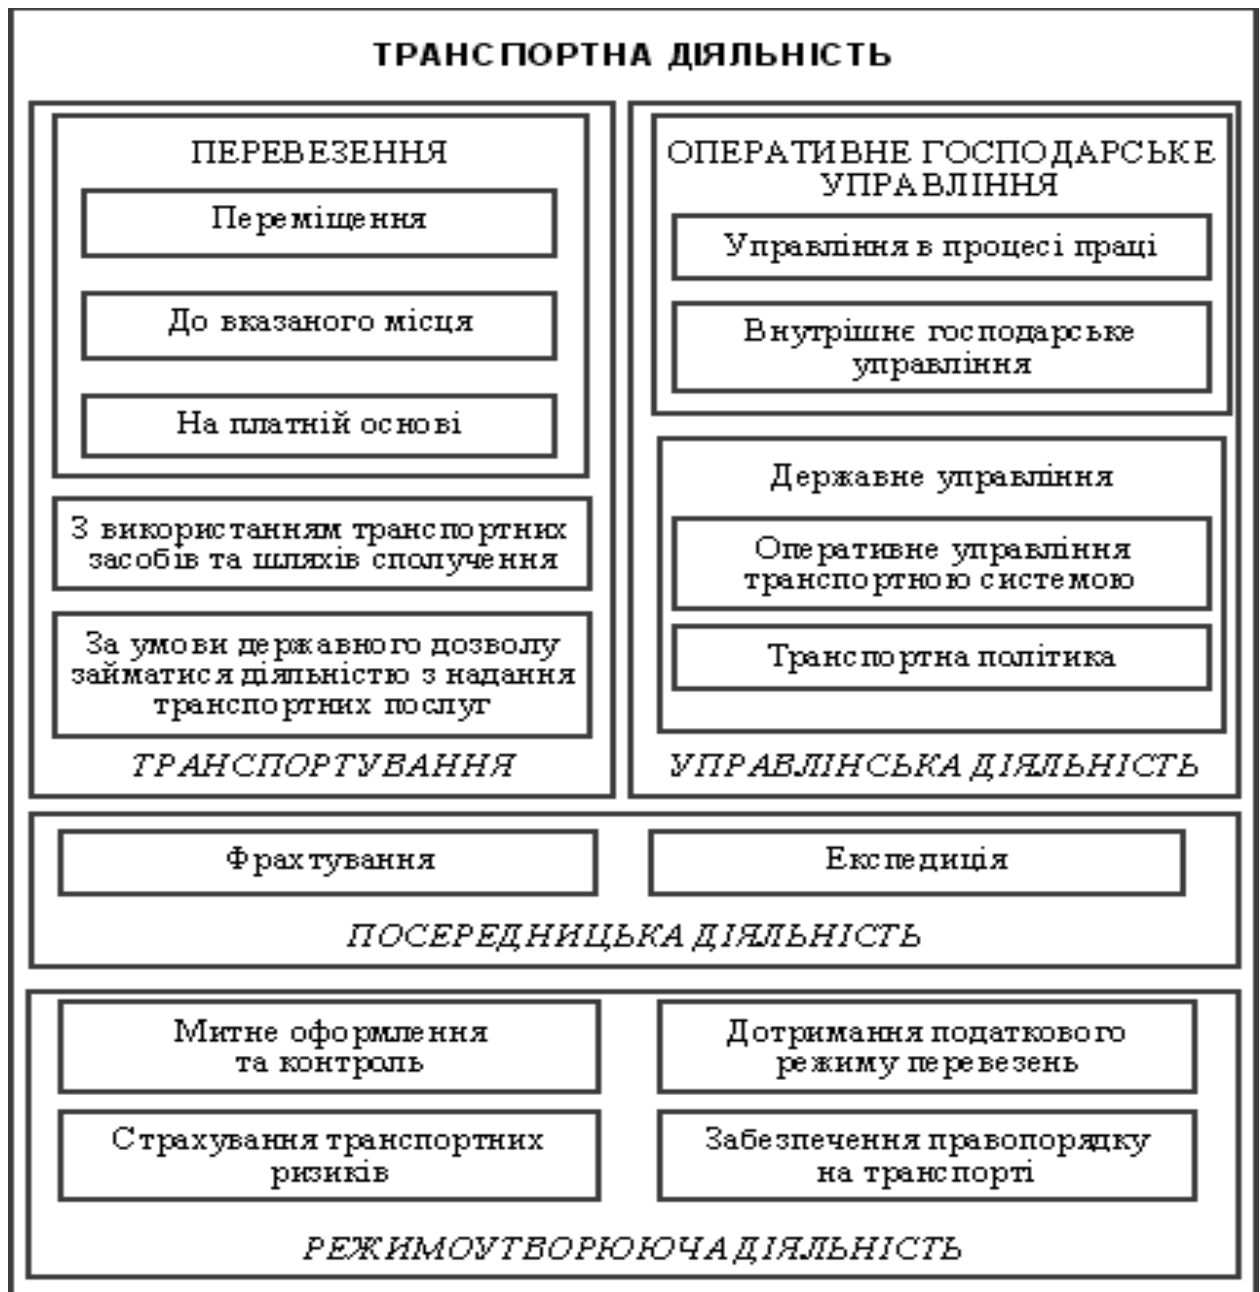 ТРАНСПОРТНА ДІЯЛЬНІСТЬ
ПЕРЕВЕЗЕННЯ
Переміщення
До вказаного місця
На платній основі
З використанням транспортних
засобів та шляхів сполучення
За умови державного дозволу
займатися діяльністю з надання
транспортних послуг
ТРАНСПОРТУВАННЯ
ОПЕРАТИВНЕ ГОСПОДАРСЬКЕ
УПРАВЛІННЯ
Управління в процесі праці
Внутрішнє господарське
управління
Державне управління
Оперативне управління
транспортною системою
Транспортна політика
УПРАВЛІНСЬКА ДІЯЛЬНІСТЬ
Фрахтування
Експедиція
ПОСЕРЕДНИЦЬКА ДІЯЛЬНІСТЬ
Митне оформлення
та контроль
Дотримання податкового
режиму перевезень
Страхування транспортних
ризиків
Забезпечення правопорядку
на транспорті
РЕЖИМОУТВОРЮЮЧА ДІЯЛЬНІСТЬ